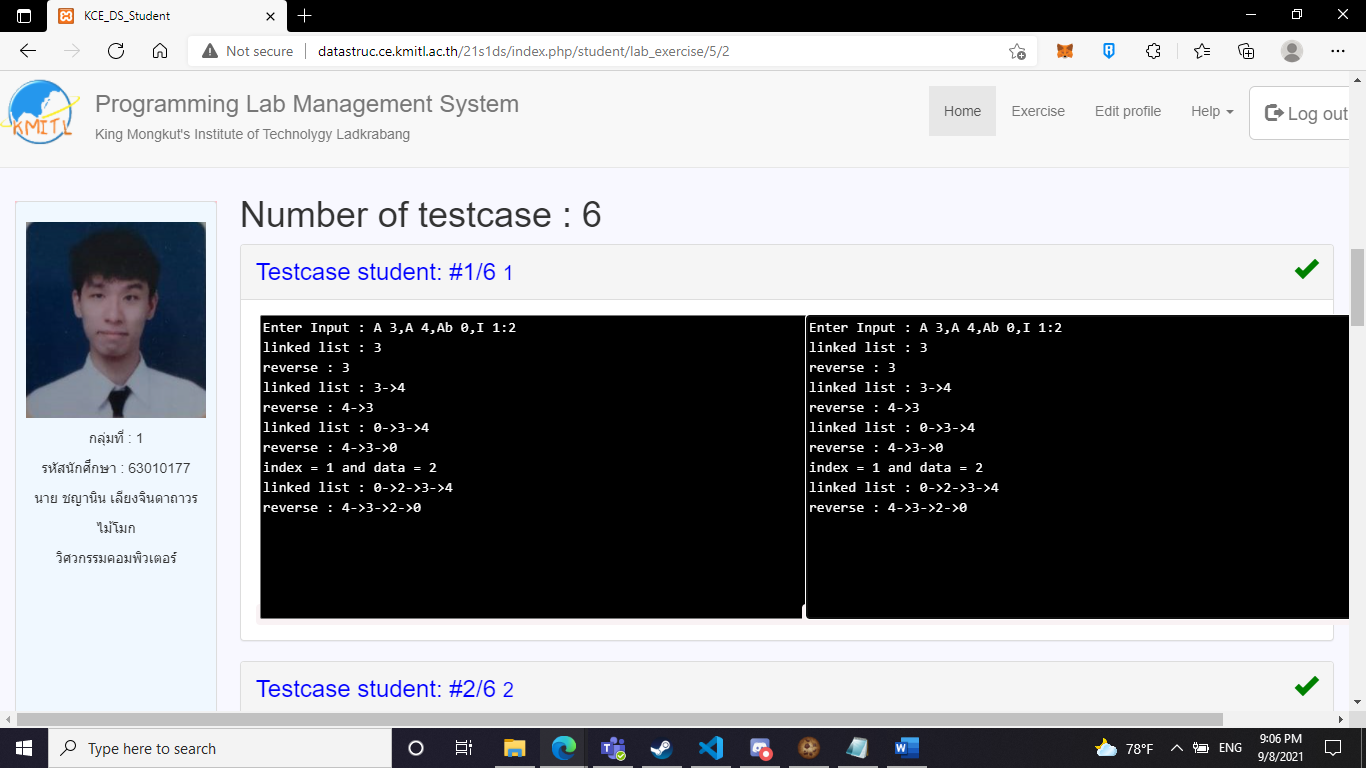 KCE_DS_Student
Not secure datastruc.ce.kmitl.ac.th/21s1ds/index.php/student/lab_exercise/5/2
KMITL
Programming Lab Management System
King Mongkut's Institute of Technolygy Ladkrabang
Home Exercise Edit profile Help Log out
กลุ่มที่ : 1
รหัสนักศึกษา : 63010177
นาย ชญานิน เลียงจินดาถาวร
ไม้โมก
วิศวกรรมคอมพิวเตอร์
Number of testcase : 6
Testcase student: #1/6 1
Enter Input : A 3,A 4,Ab 0,I 1:2
linked list : 3
reverse : 3
linked list : 3->4
reverse : 4->3
linked list : 0->3->4
reverse : 4->3->0
index = 1 and data = 2
linked list : 0->2->3->4
reverse : 4->3->2->0
Enter Input : A 3,A 4,Ab 0,I 1:2
linked list : 3
reverse : 3
linked list : 3->4
reverse : 4->3
linked list : 0->3->4
reverse : 4->3->0
index = 1 and data = 2
linked list : 0->2->3->4
reverse : 4->3->2->0
Testcase student: #2/6 2
Type here to search
78°F
ENG
9:06 PM
9/8/2021